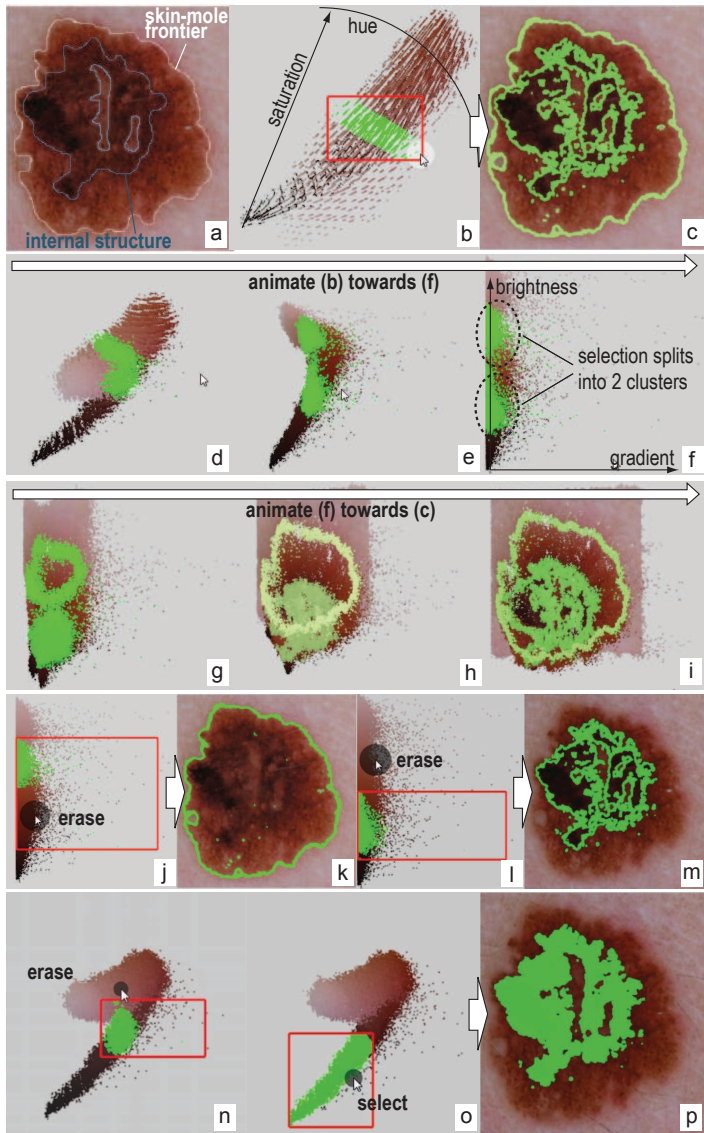 skin-mole
frontier
internal structure
a
saturation
hue
b
c
animate (b) towards (f)
d
e
brightness
selection splits
into 2 clusters
gradient
f
animate (f) towards (c)
g
h
i
erase
j
k
erase
l
m
erase
n
select
o
p